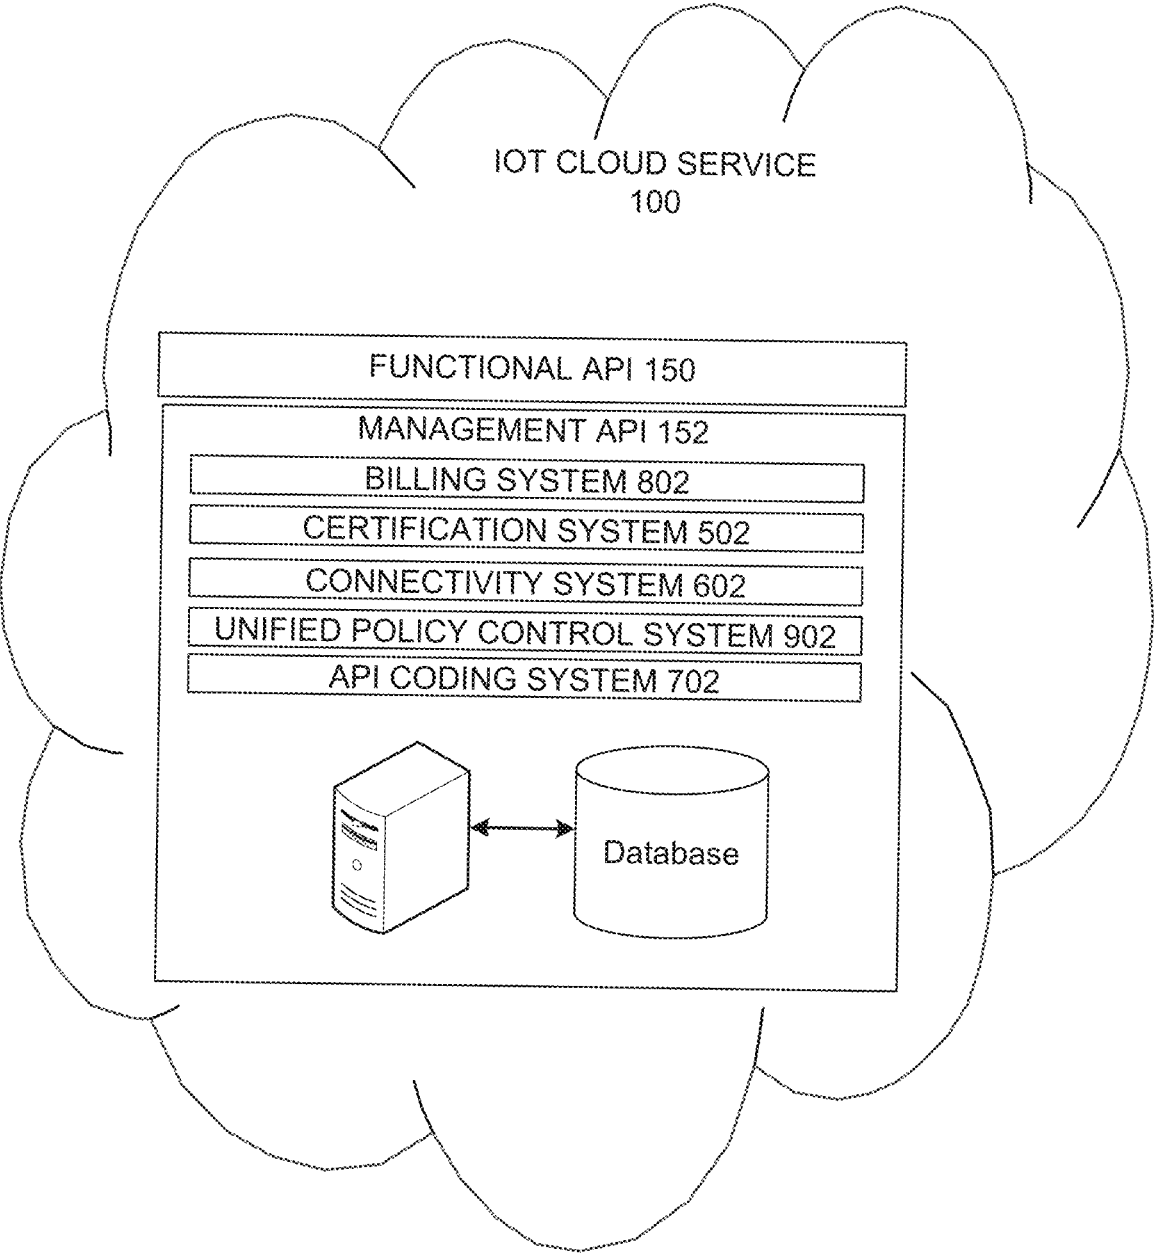 IOT CLOUD SERVICE
100
FUNCTIONAL API 150
MANAGEMENT API 152
BILLING SYSTEM 802
CERTIFICATION SYSTEM 502
CONNECTIVITY SYSTEM 602
UNIFIED POLICY CONTROL SYSTEM 902
API CODING SYSTEM 702
Database